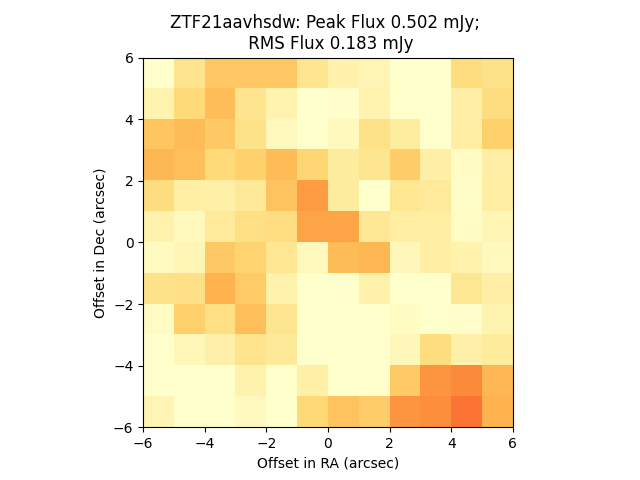 ZTF21aavhsdw: Peak Flux 0.502 mJy;
RMS Flux 0.183 mJy
6
4
2
0
−2
−4
−6
Offset in Dec (arcsec)
−6 −4 −2 0 2 4 6
Offset in RA (arcsec)